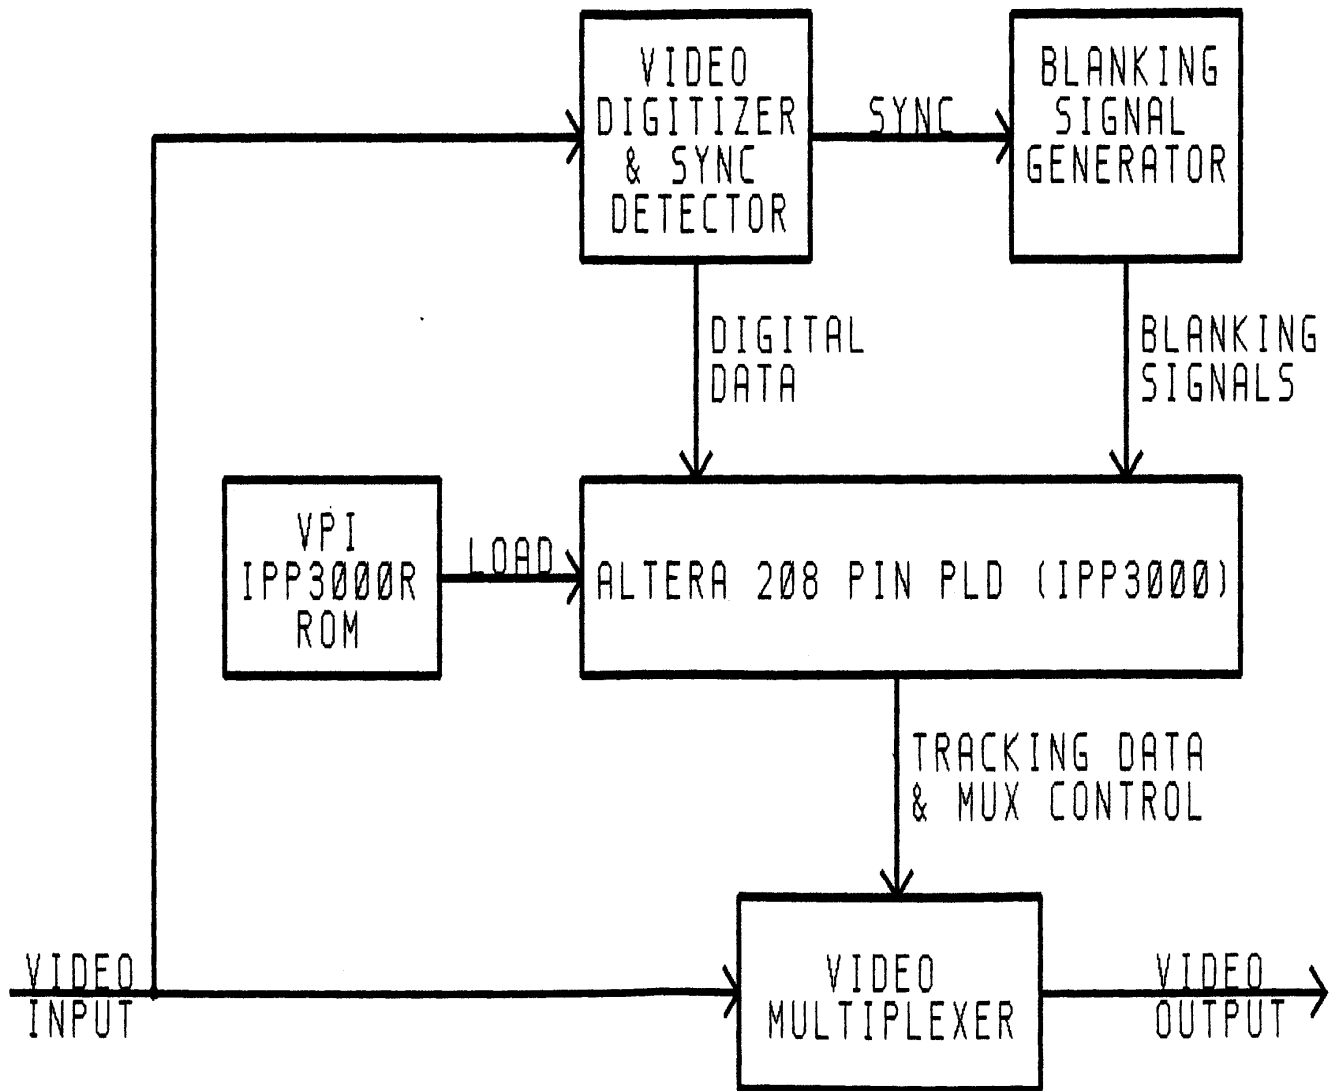 VIDEO
DIGITIZER
& SYNC
DETECTOR
SYNC
BLANKING
SIGNAL
GENERATOR
DIGITAL
DATA
BLANKING
SIGNALS
VPI
IPP3000R
ROM
LOAD
ALTERA 208 PIN PLD (IPP3000)
TRACKING DATA
& MUX CONTROL
VIDEO
INPUT
VIDEO
MULTIPLEXER
VIDEO
OUTPUT